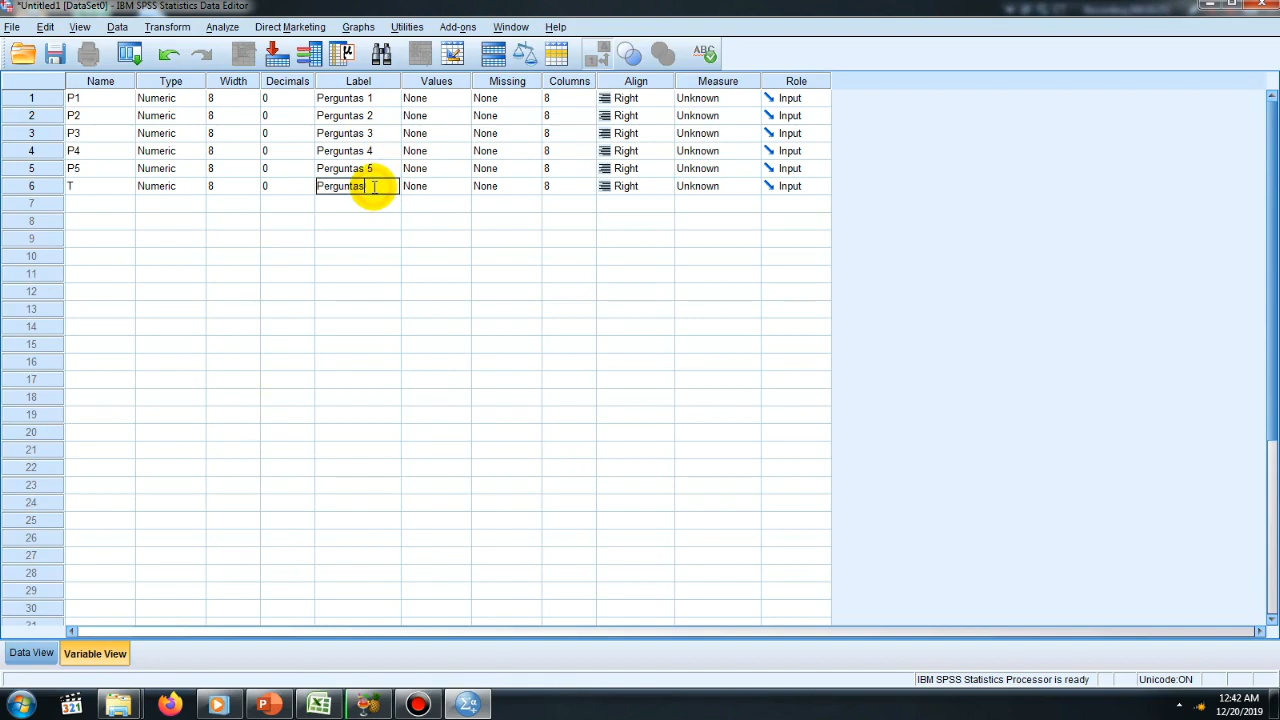 *Untitled1 [DataSet0] - IBM SPSS Statistics Data Editor
File Edit View Data Transform Analyze Direct Marketing Graphs Utilities Add-ons Window Help
Name Type Width Decimals Label Values Missing Columns Align Measure Role
1 P1 Numeric 8 0 Perguntas 1 None None 8 Right Unknown Input
2 P2 Numeric 8 0 Perguntas 2 None None 8 Right Unknown Input
3 P3 Numeric 8 0 Perguntas 3 None None 8 Right Unknown Input
4 P4 Numeric 8 0 Perguntas 4 None None 8 Right Unknown Input
5 P5 Numeric 8 0 Perguntas 5 None None 8 Right Unknown Input
6 T Numeric 8 0 Perguntas None None 8 Right Unknown Input
7
8
9
10
11
12
13
14
15
16
17
18
19
20
21
22
23
24
25
26
27
28
29
30
31
Data View Variable View
IBM SPSS Statistics Processor is ready Unicode:ON
321
12:42 AM
12/20/2019